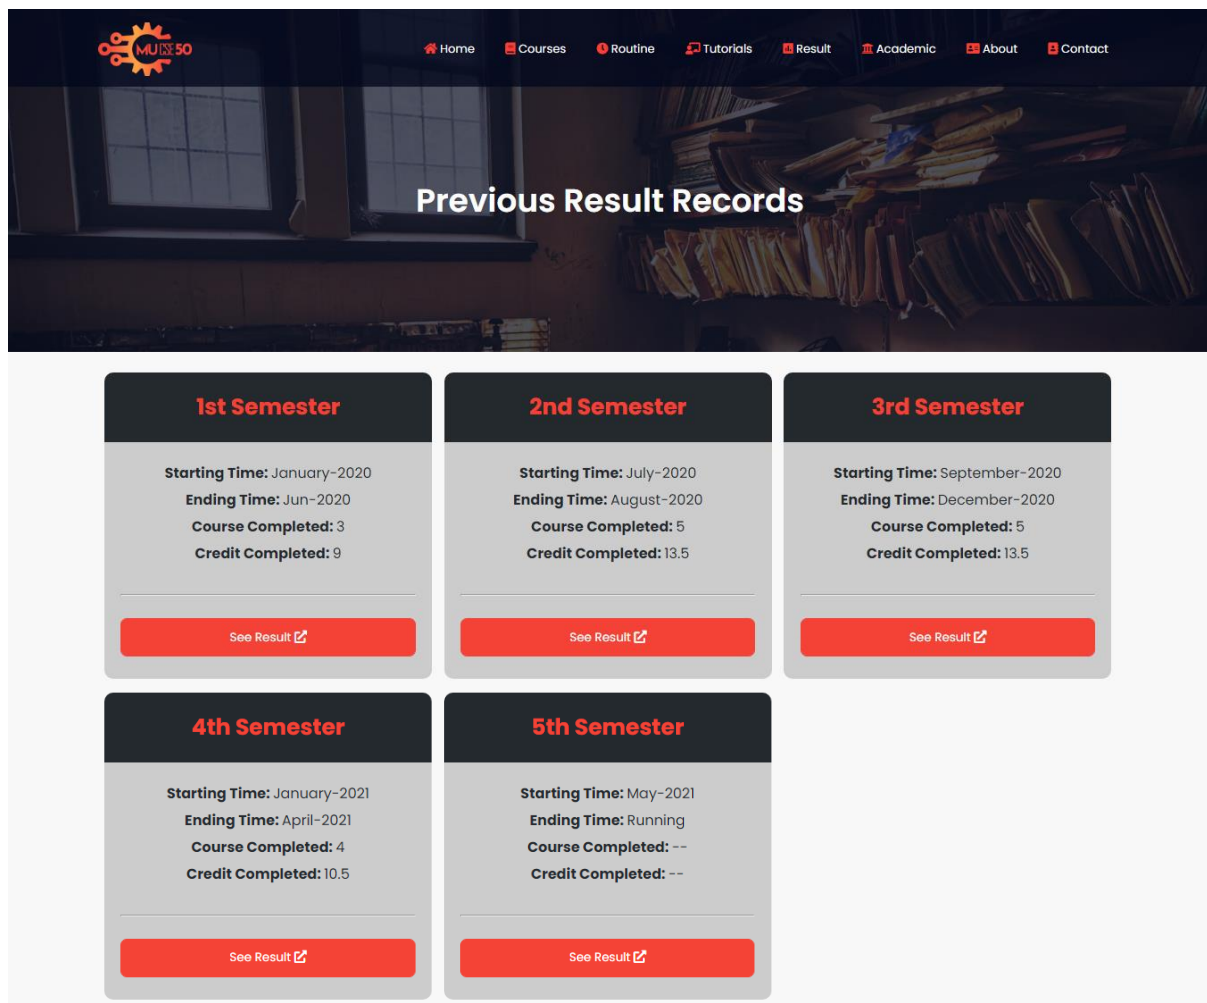 MU CSE 50
Home Courses Routine Tutorials Result Academic About Contact
Previous Result Records
1st Semester
Starting Time: January-2020
Ending Time: Jun-2020
Course Completed: 3
Credit Completed: 9
See Result
2nd Semester
Starting Time: July-2020
Ending Time: August-2020
Course Completed: 5
Credit Completed: 13.5
See Result
3rd Semester
Starting Time: September-2020
Ending Time: December-2020
Course Completed: 5
Credit Completed: 13.5
See Result
4th Semester
Starting Time: January-2021
Ending Time: April-2021
Course Completed: 4
Credit Completed: 10.5
See Result
5th Semester
Starting Time: May-2021
Ending Time: Running
Course Completed: --
Credit Completed: --
See Result